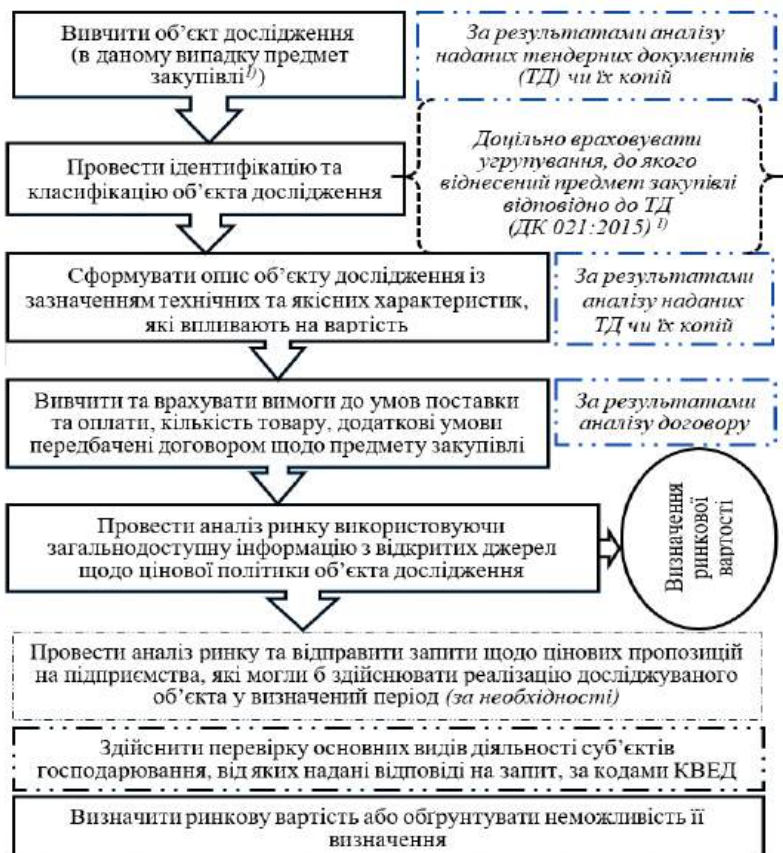 Вивчити об’єкт дослідження
(в даному випадку предмет
закупівлі¹⁾)
За результатами аналізу
наданих тендерних документів
(ТД) чи їх копій
Провести ідентифікацію та
класифікацію об’єкта дослідження
Доцільно враховувати
угрупування, до якого
віднесений предмет закупівлі
відповідно до ТД
(ДК 021:2015) ¹⁾
Сформувати опис об’єкту дослідження із
зазначенням технічних та якісних характеристик,
які впливають на вартість
За результатами
аналізу наданих
ТД чи їх копій
Вивчити та врахувати вимоги до умов поставки
та оплати, кількість товару, додаткові умови
передбачені договором щодо предмету закупівлі
За результатами
аналізу договору
Провести аналіз ринку використовуючи
загальнодоступну інформацію з відкритих джерел
щодо цінової політики об’єкта дослідження
Визначення
ринкової
вартості
Провести аналіз ринку та відправити запити щодо цінових пропозицій
на підприємства, які могли б здійснювати реалізацію досліджуваного
об’єкта у визначений період (за необхідності)
Здійснити перевірку основних видів діяльності суб’єктів
господарювання, від яких надані відповіді на запит, за кодами КВЕД
Визначити ринкову вартість або обґрунтувати неможливість її
визначення